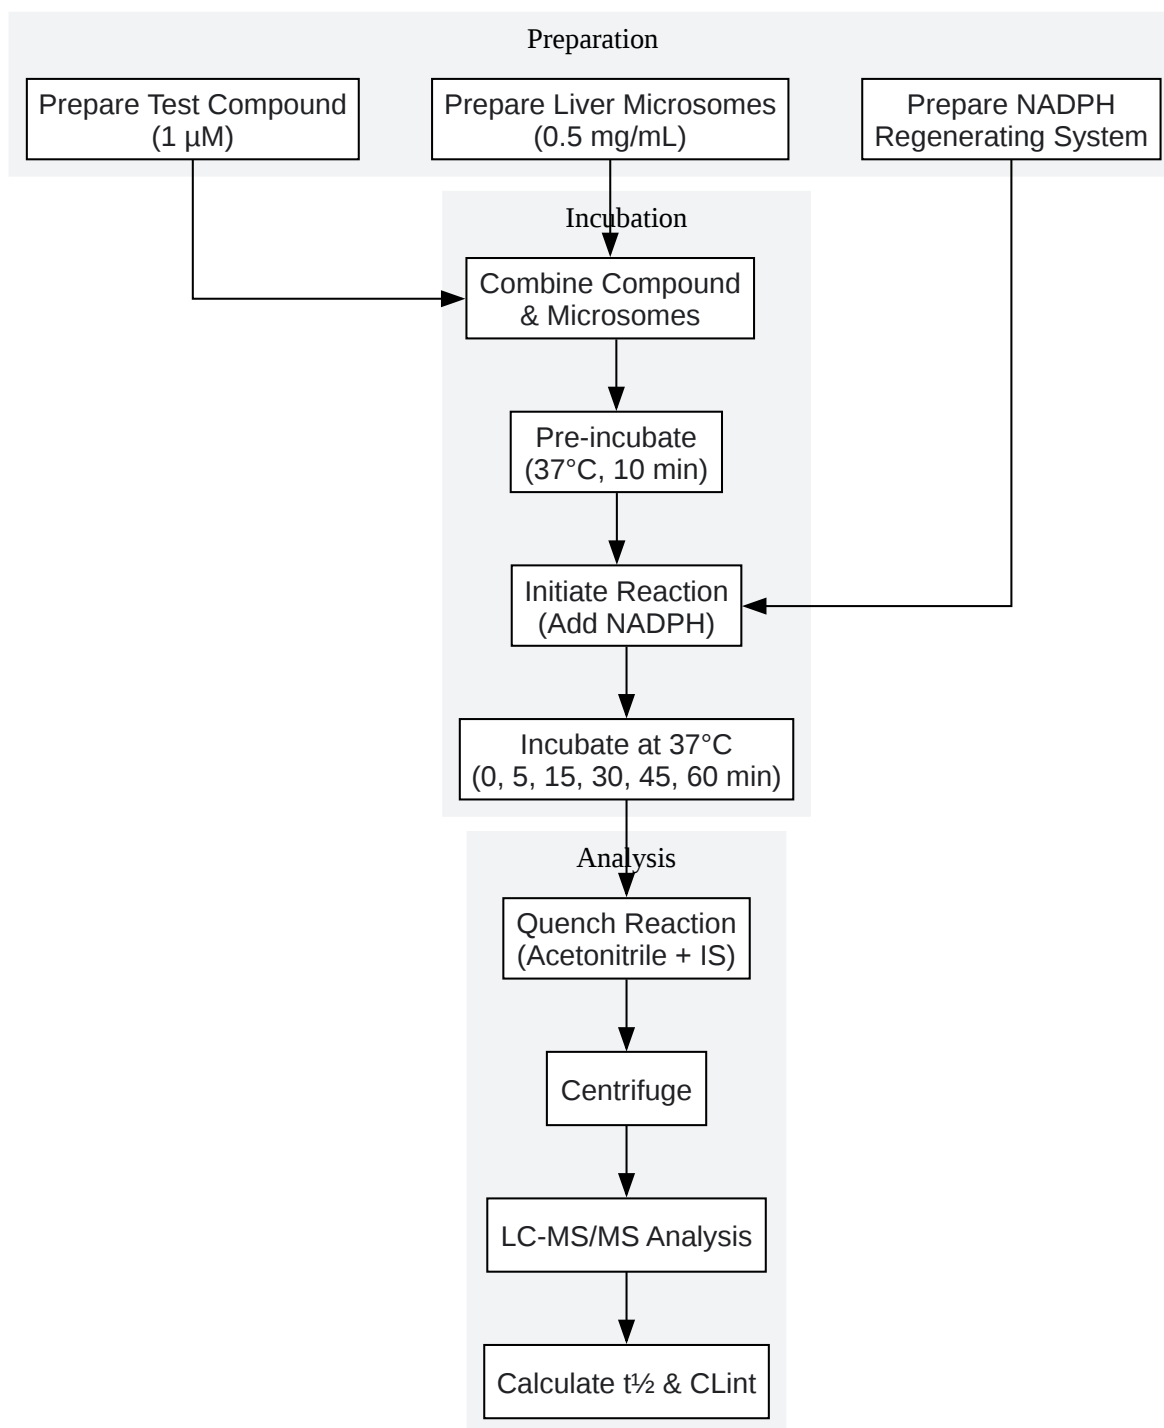 Preparation
Prepare Test Compound
(1 µM)
Prepare Liver Microsomes
(0.5 mg/mL)
Prepare NADPH
Regenerating System
Incubation
Combine Compound
& Microsomes
Pre-incubate
(37°C, 10 min)
Initiate Reaction
(Add NADPH)
Incubate at 37°C
(0, 5, 15, 30, 45, 60 min)
Analysis
Quench Reaction
(Acetonitrile + IS)
Centrifuge
LC-MS/MS Analysis
Calculate t½ & CLint